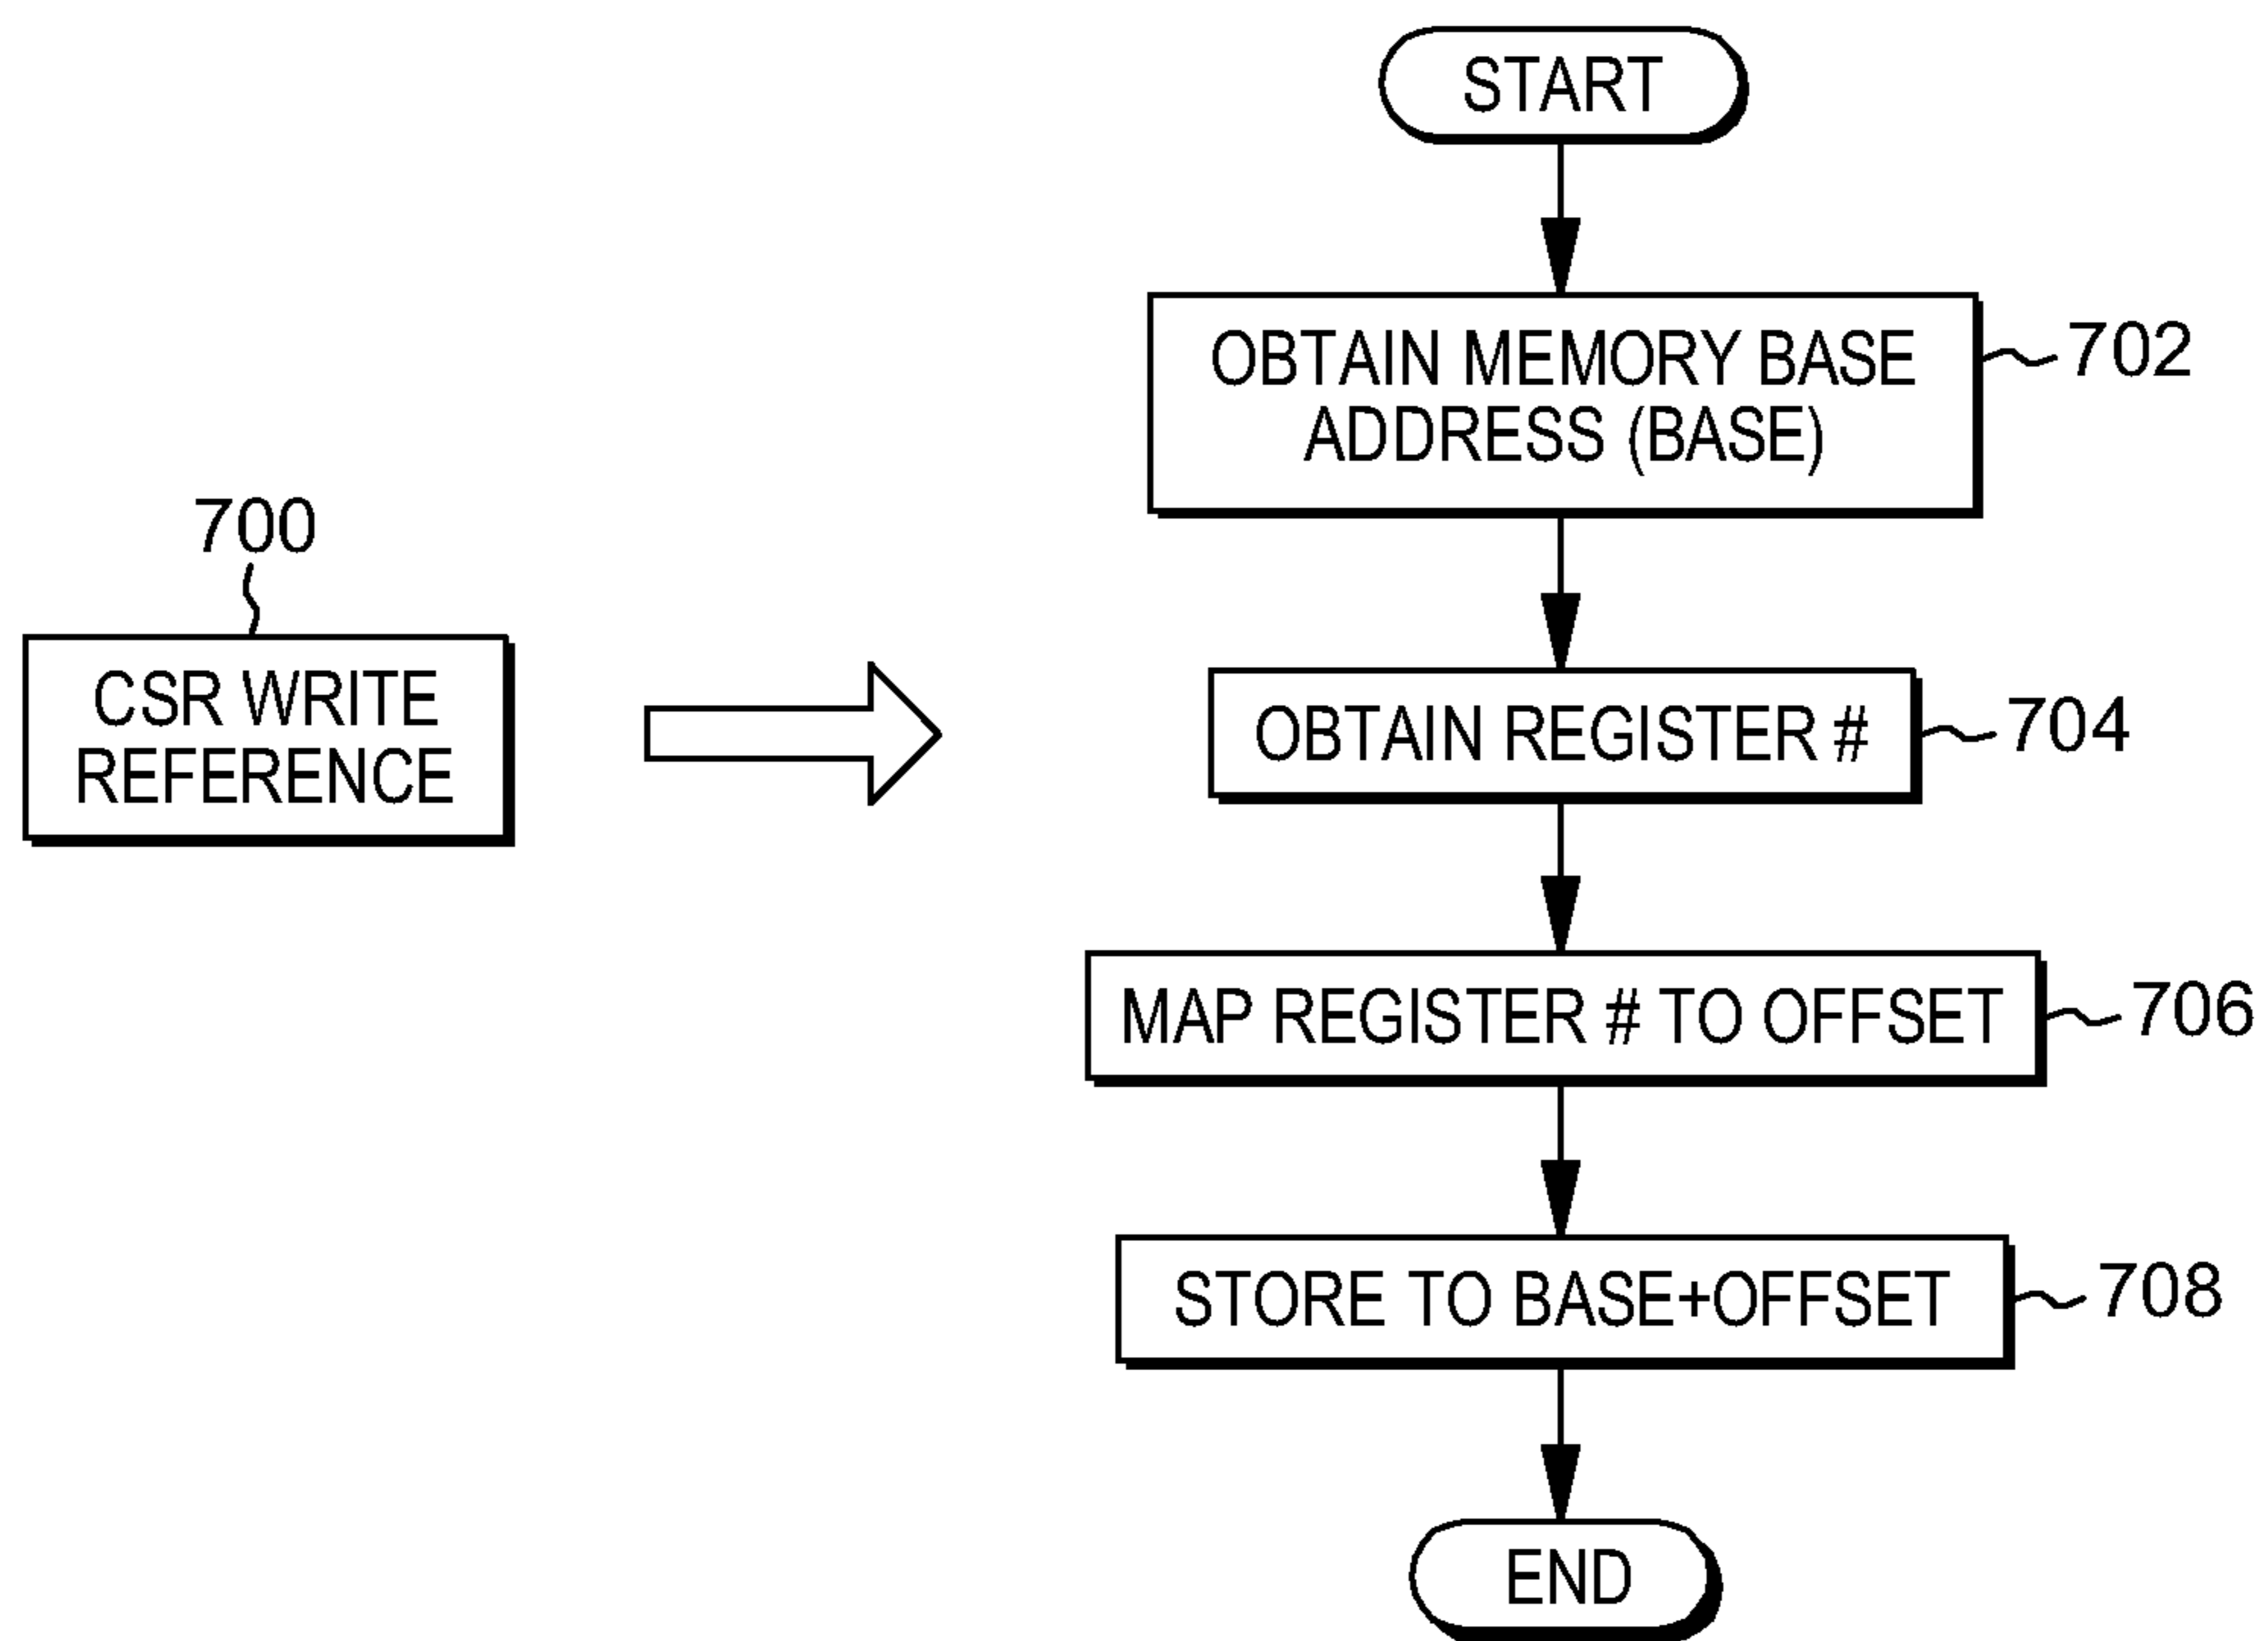 START
OBTAIN MEMORY BASE
ADDRESS (BASE)
702
700
CSR WRITE
REFERENCE
OBTAIN REGISTER #
704
MAP REGISTER # TO OFFSET
706
STORE TO BASE+OFFSET
708
END